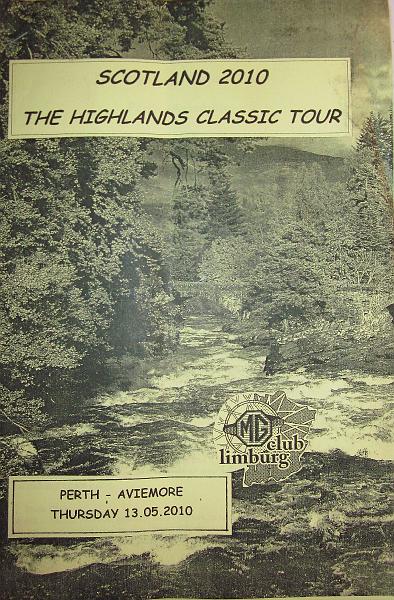 SCOTLAND 2010
THE HIGHLANDS CLASSIC TOUR
MG
club
limburg
PERTH - AVIEMORE
THURSDAY 13.05.2010